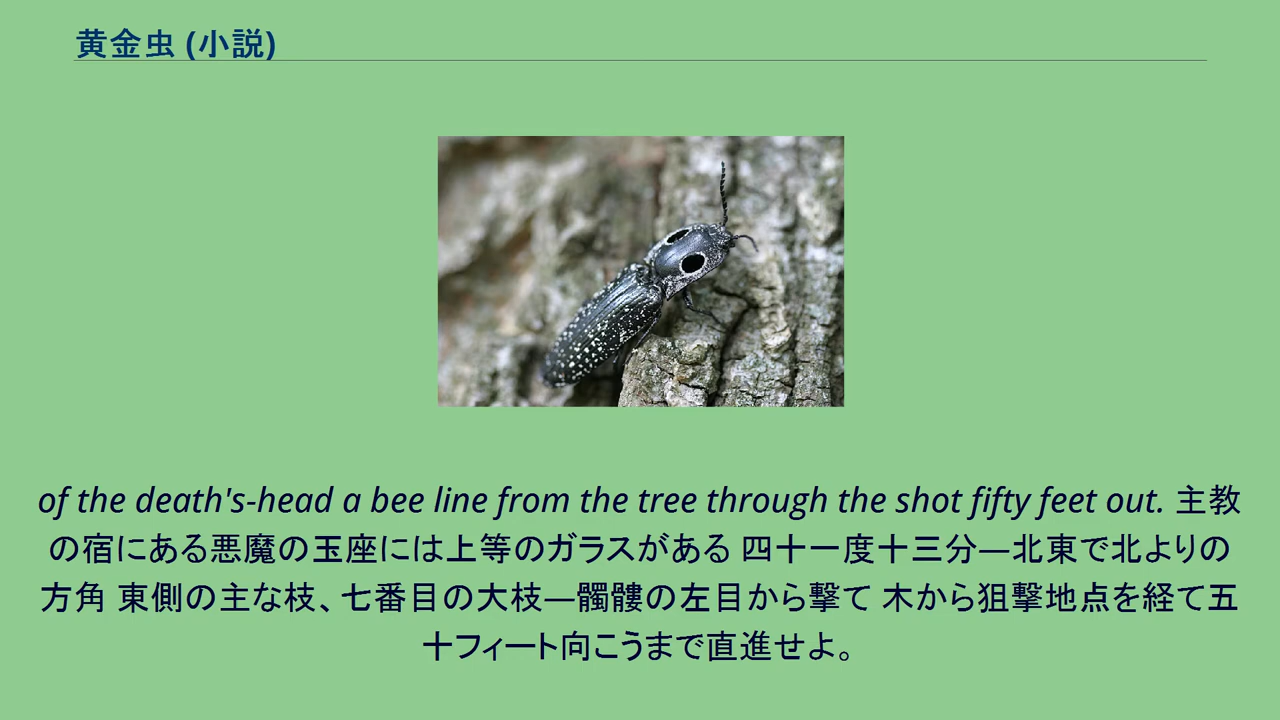 黄金虫 (小説)
of the death's-head a bee line from the tree through the shot fifty feet out. 主教
の宿にある悪魔の玉座には上等のガラスがある 四十一度十三分—北東で北よりの
方角 東側の主な枝、七番目の大枝—髑髏の左目から撃て 木から狙撃地点を経て五
十フィート向こうまで直進せよ。